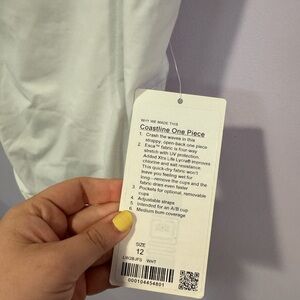 WHY WE MADE THIS
Coastline One Piece
1. Crash the waves in this
strappy, open-back one piece
2. Exca™ fabric is four-way
stretch with UV protection.
Added Xtra Life Lycra® improves
chlorine and salt resistance.
This quick-dry fabric won't
leave you feeling wet for
long - remove the cups and the
fabric dries even faster
3. Pockets for optional, removable
cups
4. Adjustable straps
5. Intended for an A/B cup
6. Medium bum coverage
SIZE
12
LW2BJFS WHT
000104454801